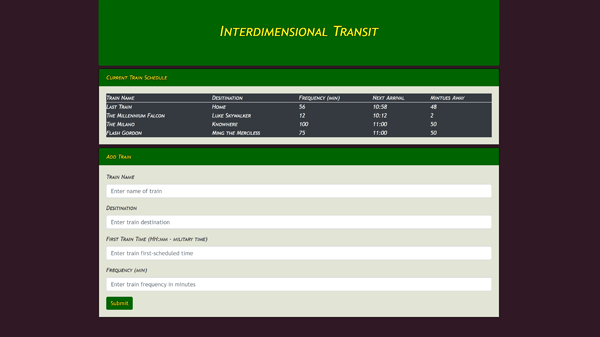 Interdimensional Transit
Current Train Schedule
Train Name Desitination Frequency (min) Next Arrival Mintues Away
Last Train Home 56 10:58 48
The Millennium Falcon Luke Skywalker 12 10:12 2
The Milano Knowhere 100 11:00 50
Flash Gordon Ming the Merciless 75 11:00 50
Add Train
Train Name
Enter name of train
Desitination
Enter train destination
First Train Time (HH:mm - military time)
Enter train first-scheduled time
Frequency (min)
Enter train frequency in minutes
Submit